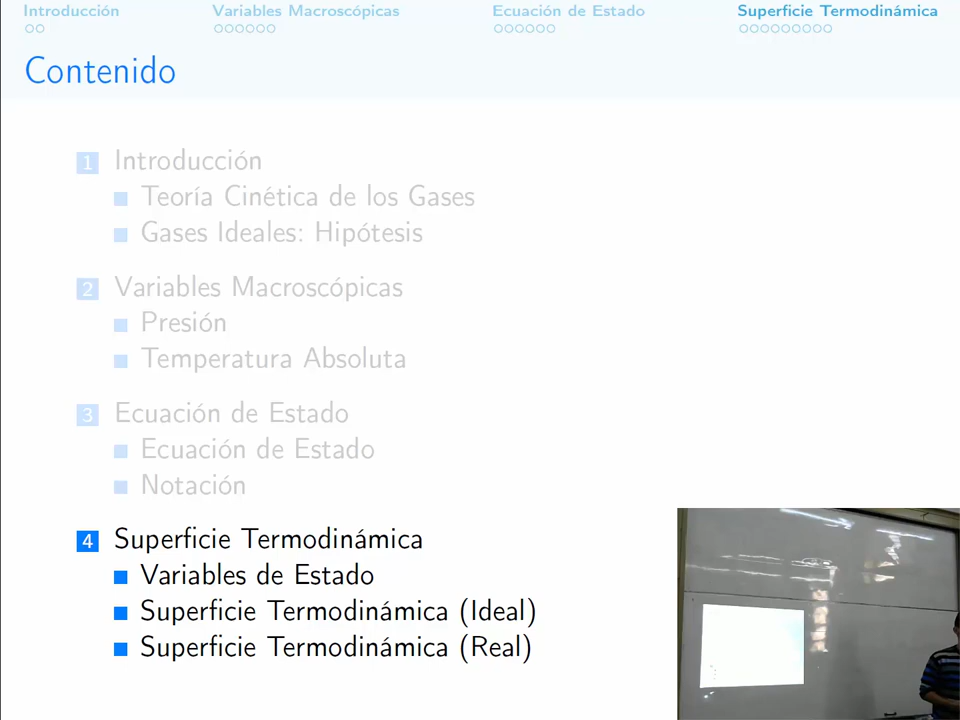 Introducción
Variables Macroscópicas
Ecuación de Estado
Superficie Termodinámica
Contenido
1 Introducción
Teoría Cinética de los Gases
Gases Ideales: Hipótesis
2 Variables Macroscópicas
Presión
Temperatura Absoluta
3 Ecuación de Estado
Ecuación de Estado
Notación
4 Superficie Termodinámica
Variables de Estado
Superficie Termodinámica (Ideal)
Superficie Termodinámica (Real)